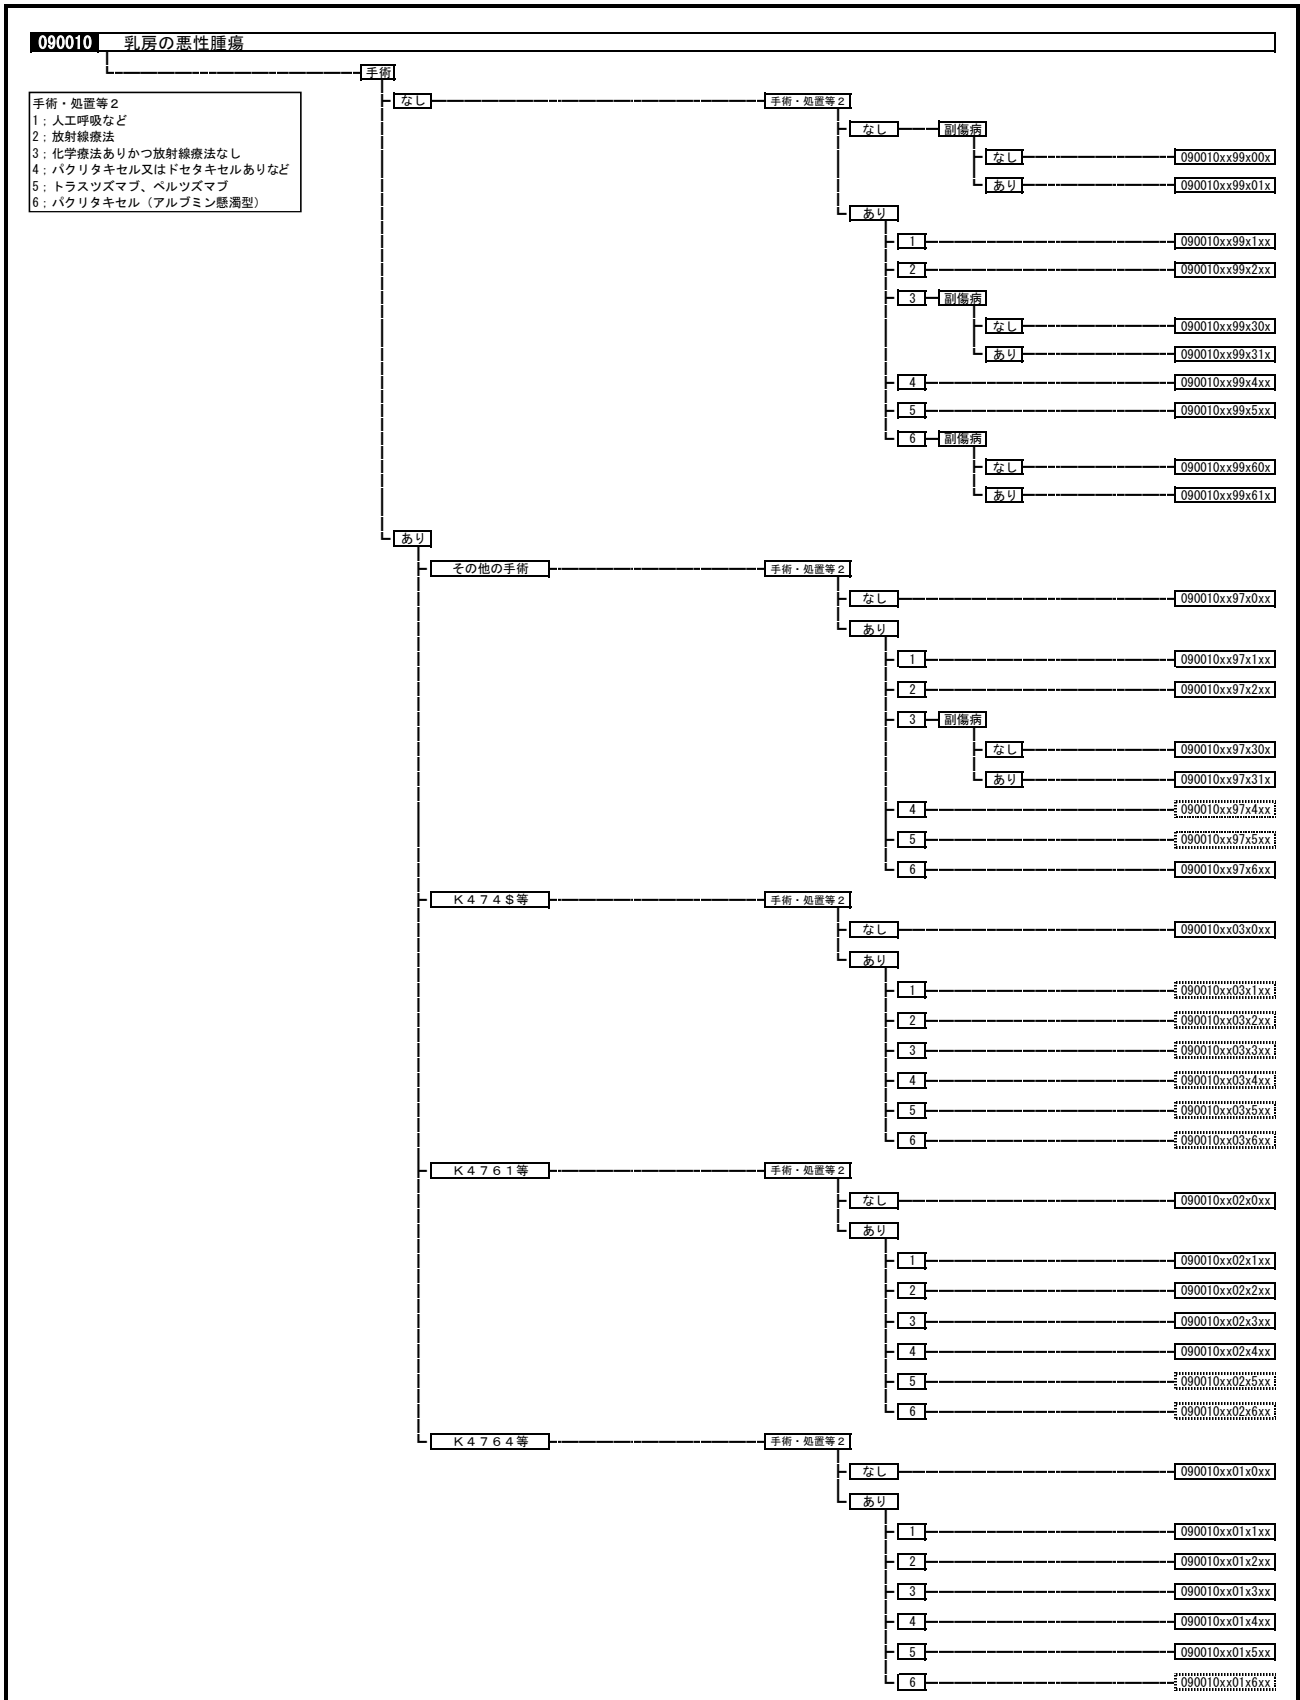 090010 乳房の悪性腫瘍
手術
手術・処置等２
1；人工呼吸など
2；放射線療法
3；化学療法ありかつ放射線療法なし
4；パクリタキセル又はドセタキセルありなど
5；トラスツズマブ、ペルツズマブ
6；パクリタキセル（アルブミン懸濁型）
なし 手術・処置等２
なし 副傷病
なし 090010xx99x00x
あり 090010xx99x01x
あり
1 090010xx99x1xx
2 090010xx99x2xx
3 副傷病
なし 090010xx99x30x
あり 090010xx99x31x
4 090010xx99x4xx
5 090010xx99x5xx
6 副傷病
なし 090010xx99x60x
あり 090010xx99x61x
あり
その他の手術 手術・処置等２
なし 090010xx97x0xx
あり
1 090010xx97x1xx
2 090010xx97x2xx
3 副傷病
なし 090010xx97x30x
あり 090010xx97x31x
4 090010xx97x4xx
5 090010xx97x5xx
6 090010xx97x6xx
Ｋ４７４＄等 手術・処置等２
なし 090010xx03x0xx
あり
1 090010xx03x1xx
2 090010xx03x2xx
3 090010xx03x3xx
4 090010xx03x4xx
5 090010xx03x5xx
6 090010xx03x6xx
Ｋ４７６１等 手術・処置等２
なし 090010xx02x0xx
あり
1 090010xx02x1xx
2 090010xx02x2xx
3 090010xx02x3xx
4 090010xx02x4xx
5 090010xx02x5xx
6 090010xx02x6xx
Ｋ４７６４等 手術・処置等２
なし 090010xx01x0xx
あり
1 090010xx01x1xx
2 090010xx01x2xx
3 090010xx01x3xx
4 090010xx01x4xx
5 090010xx01x5xx
6 090010xx01x6xx